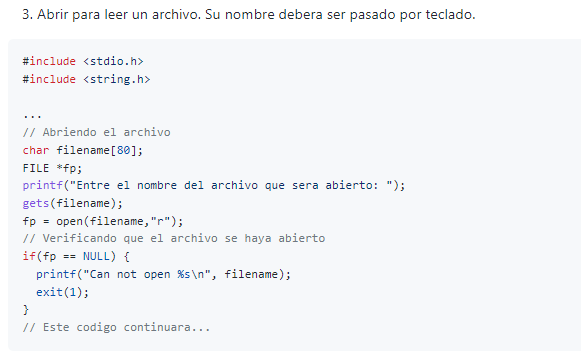 3. Abrir para leer un archivo. Su nombre debera ser pasado por teclado.
#include <stdio.h>
#include <string.h>
...
// Abriendo el archivo
char filename[80];
FILE *fp;
printf("Entre el nombre del archivo que sera abierto: ");
gets(filename);
fp = open(filename,"r");
// Verificando que el archivo se haya abierto
if(fp == NULL) {
  printf("Can not open %s\n", filename);
  exit(1);
}
// Este codigo continuara...